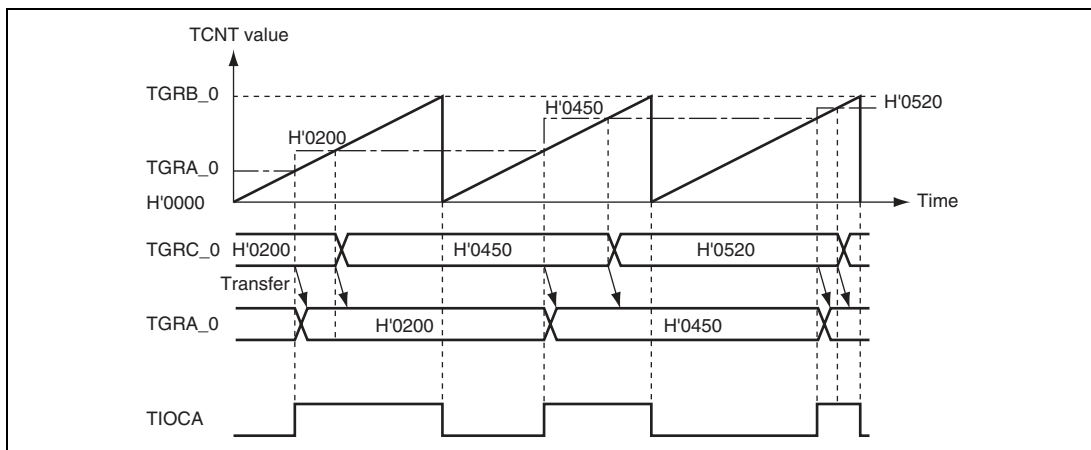 TCNT value
TGRB_0
H'0450
H'0520
H'0200
TGRA_0
H'0000
Time
TGRC_0
H'0200
H'0450
H'0520
Transfer
TGRA_0
H'0200
H'0450
TIOCA